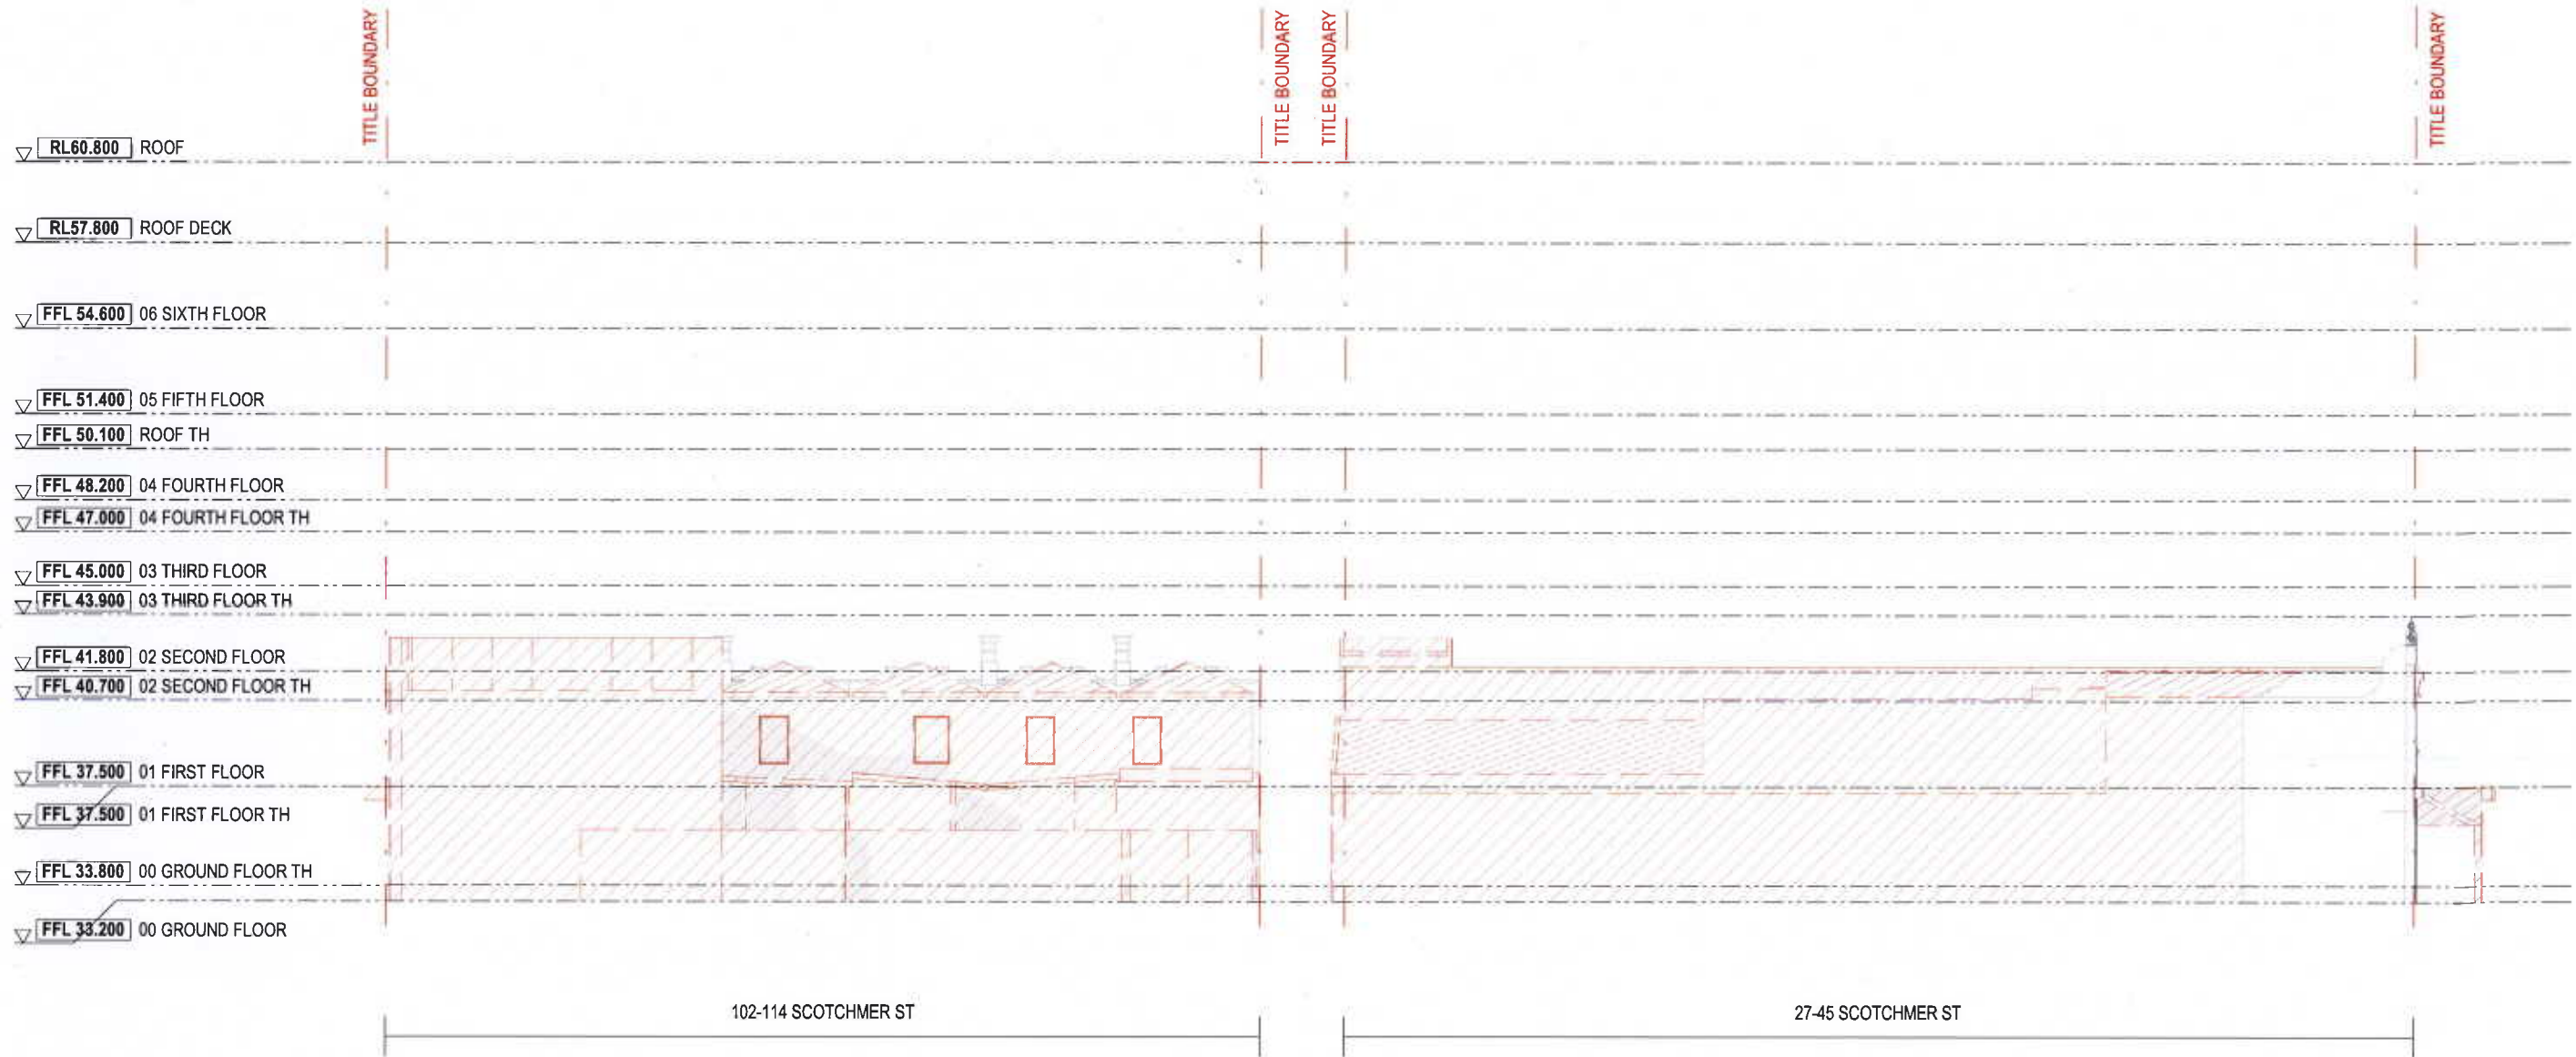 TITLE BOUNDARY
TITLE BOUNDARY
TITLE BOUNDARY
TITLE BOUNDARY
RL60.800 ROOF
RL57.800 ROOF DECK
FFL 54.600 06 SIXTH FLOOR
FFL 51.400 05 FIFTH FLOOR
FFL 50.100 ROOF TH
FFL 48.200 04 FOURTH FLOOR
FFL 47.000 04 FOURTH FLOOR TH
FFL 45.000 03 THIRD FLOOR
FFL 43.900 03 THIRD FLOOR TH
FFL 41.800 02 SECOND FLOOR
FFL 40.700 02 SECOND FLOOR TH
FFL 37.500 01 FIRST FLOOR
FFL 37.500 01 FIRST FLOOR TH
FFL 33.800 00 GROUND FLOOR TH
FFL 33.200 00 GROUND FLOOR
102-114 SCOTCHMER ST
27-45 SCOTCHMER ST